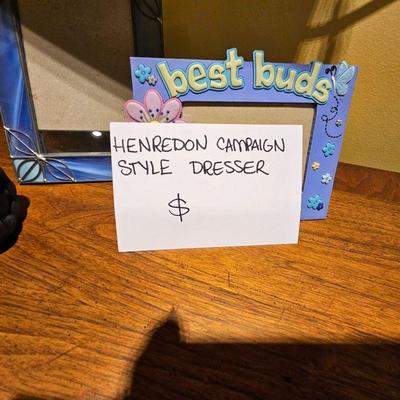 best buds
HENREDON CAMPAIGN
STYLE DRESSER
$